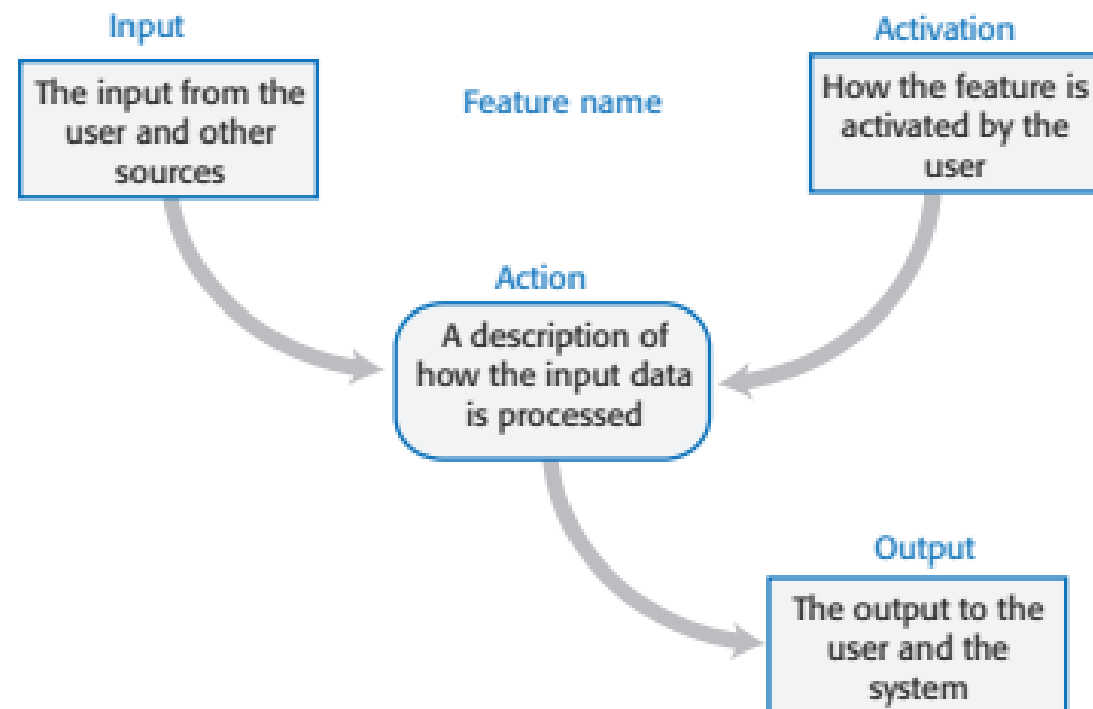 Input
The input from the
user and other
sources
Feature name
Activation
How the feature is
activated by the
user
Action
A description of
how the input data
is processed
Output
The output to the
user and the
system